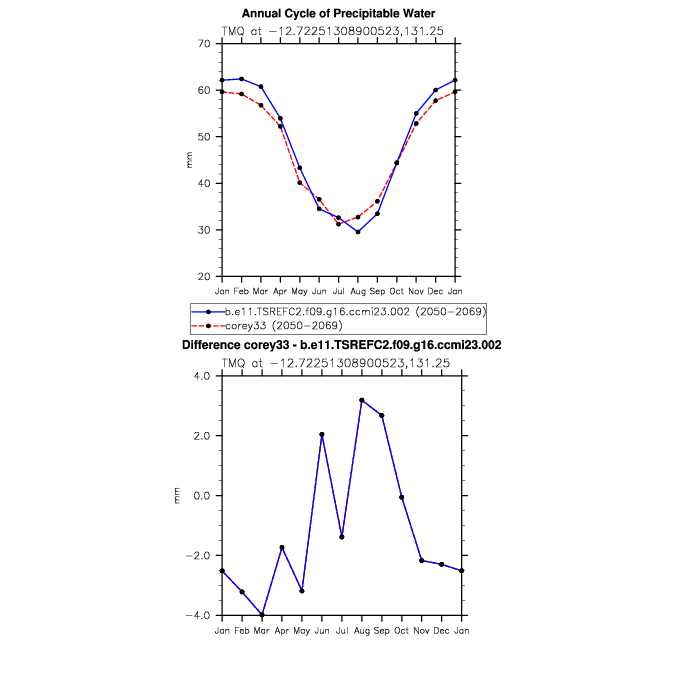 Annual Cycle of Precipitable Water
TMQ at −12.72251308900523,131.25
70
60
50
40
30
20
mm
Jan Feb Mar Apr May Jun Jul Aug Sep Oct Nov Dec Jan
b.e11.TSREFC2.f09.g16.ccmi23.002 (2050−2069)
corey33 (2050−2069)
Difference corey33 - b.e11.TSREFC2.f09.g16.ccmi23.002
TMQ at −12.72251308900523,131.25
4.0
2.0
0.0
−2.0
−4.0
mm
Jan Feb Mar Apr May Jun Jul Aug Sep Oct Nov Dec Jan